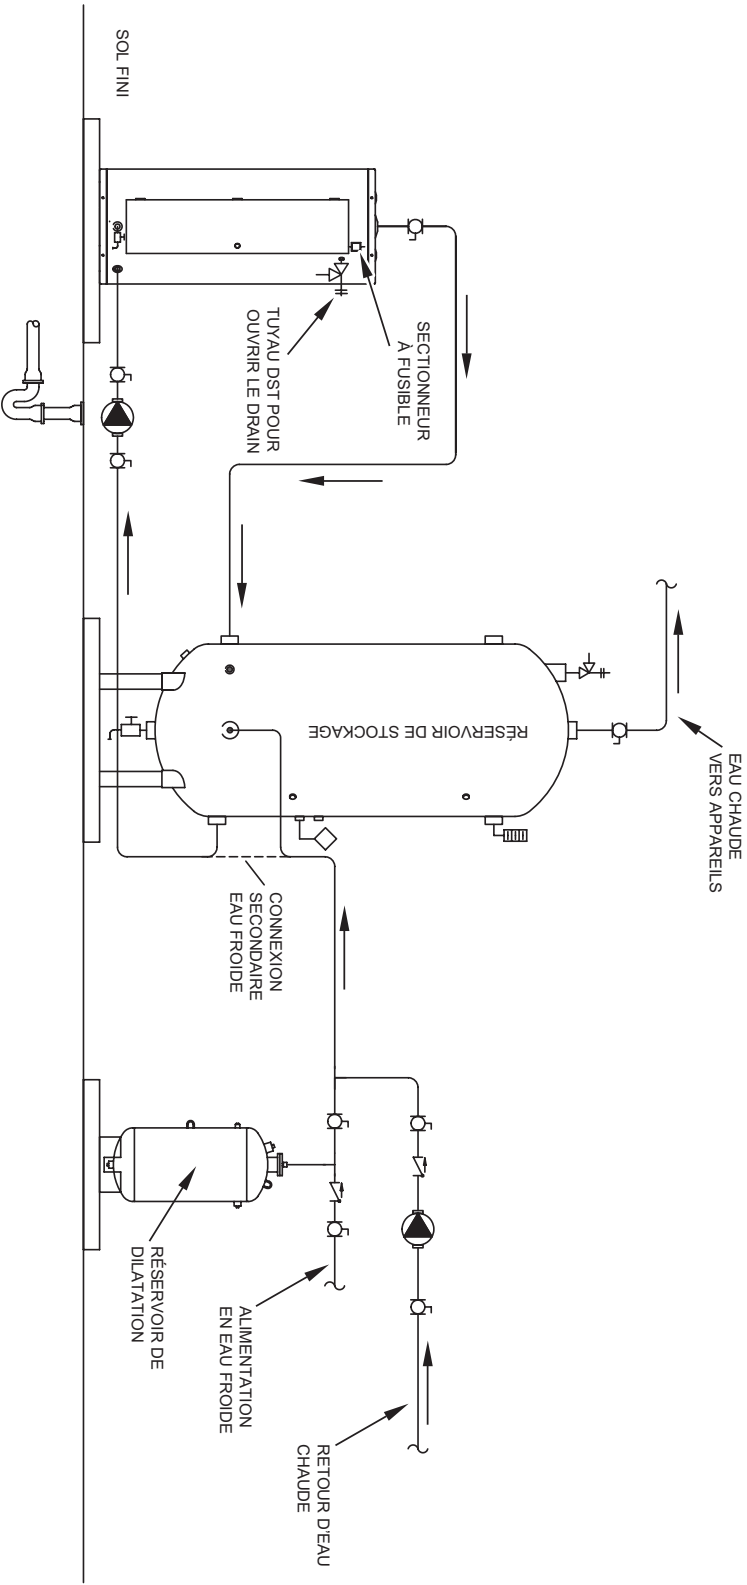 EAU CHAUDE
VERS APPAREILS
SECTIONNEUR
À FUSIBLE
TUYAU DST POUR
OUVRIR LE DRAIN
RÉSERVOIR DE STOCKAGE
CONNEXION
SECONDAIRE
EAU FROIDE
RETOUR D'EAU
CHAUDE
ALIMENTATION
EN EAU FROIDE
RÉSERVOIR DE
DILATATION
SOL FINI